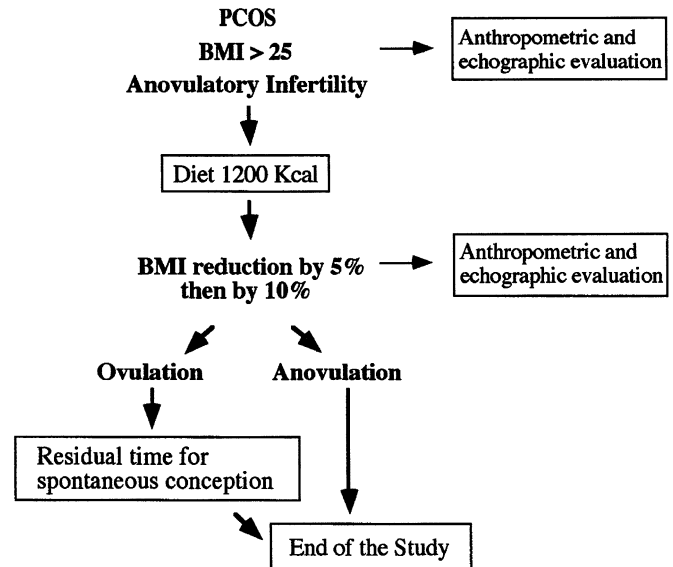 PCOS
BMI > 25
Anovulatory Infertility
Anthropometric and
echographic evaluation
Diet 1200 Kcal
BMI reduction by 5%
then by 10%
Anthropometric and
echographic evaluation
Ovulation
Anovulation
Residual time for
spontaneous conception
End of the Study